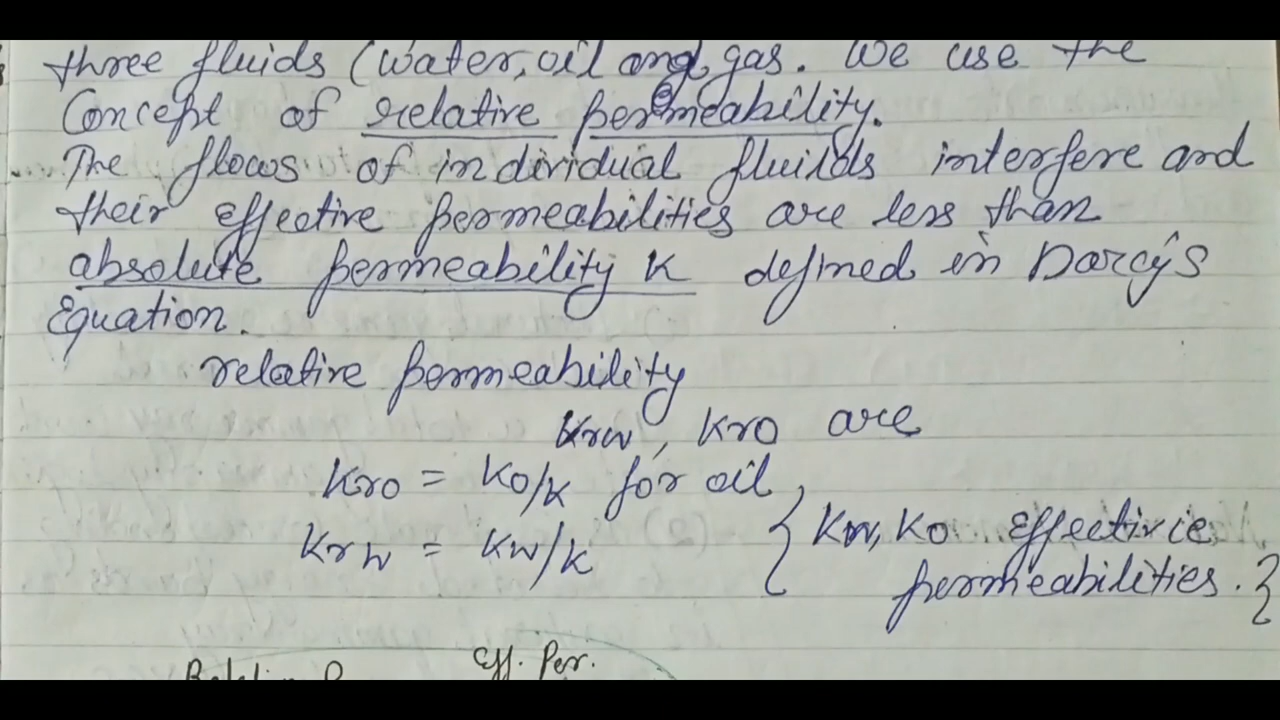 three fluids (water, oil and gas. We use the
Concept of relative permeability.
The flows of individual fluilds interfere and
their effective permeabilities are less than
absolute permeability K defined in Darcy's
Equation.
relative permeability
Krw, Kro are
Kro = Ko/K for oil,
Krw = Kw/K { Kw, Ko effective
permeabilities. }
Eff. Per.